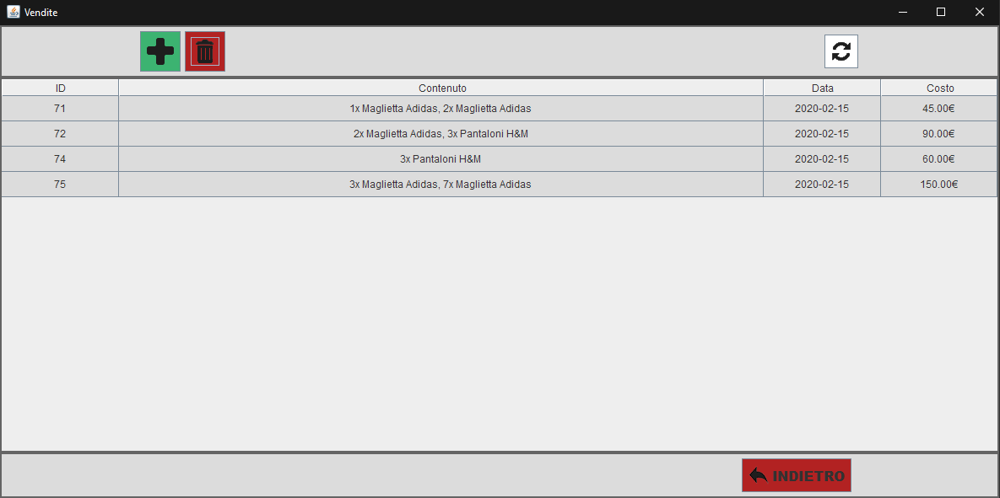 Vendite
ID Contenuto Data Costo
71 1x Maglietta Adidas, 2x Maglietta Adidas 2020-02-15 45.00€
72 2x Maglietta Adidas, 3x Pantaloni H&M 2020-02-15 90.00€
74 3x Pantaloni H&M 2020-02-15 60.00€
75 3x Maglietta Adidas, 7x Maglietta Adidas 2020-02-15 150.00€
INDIETRO